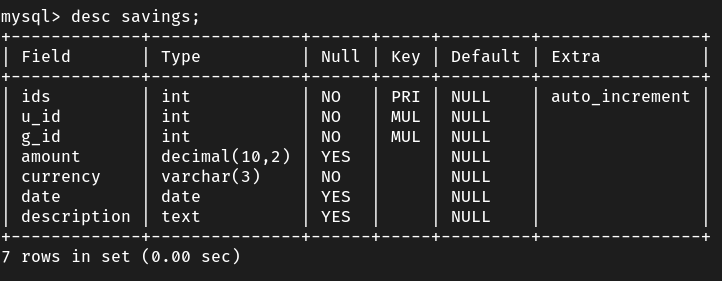 mysql> desc savings;
+-------------+---------------+------+-----+---------+----------------+
| Field       | Type          | Null | Key | Default | Extra          |
+-------------+---------------+------+-----+---------+----------------+
| ids         | int           | NO   | PRI | NULL    | auto_increment |
| u_id        | int           | NO   | MUL | NULL    |                |
| g_id        | int           | NO   | MUL | NULL    |                |
| amount      | decimal(10,2) | YES  |     | NULL    |                |
| currency    | varchar(3)    | NO   |     | NULL    |                |
| date        | date          | YES  |     | NULL    |                |
| description | text          | YES  |     | NULL    |                |
+-------------+---------------+------+-----+---------+----------------+
7 rows in set (0.00 sec)